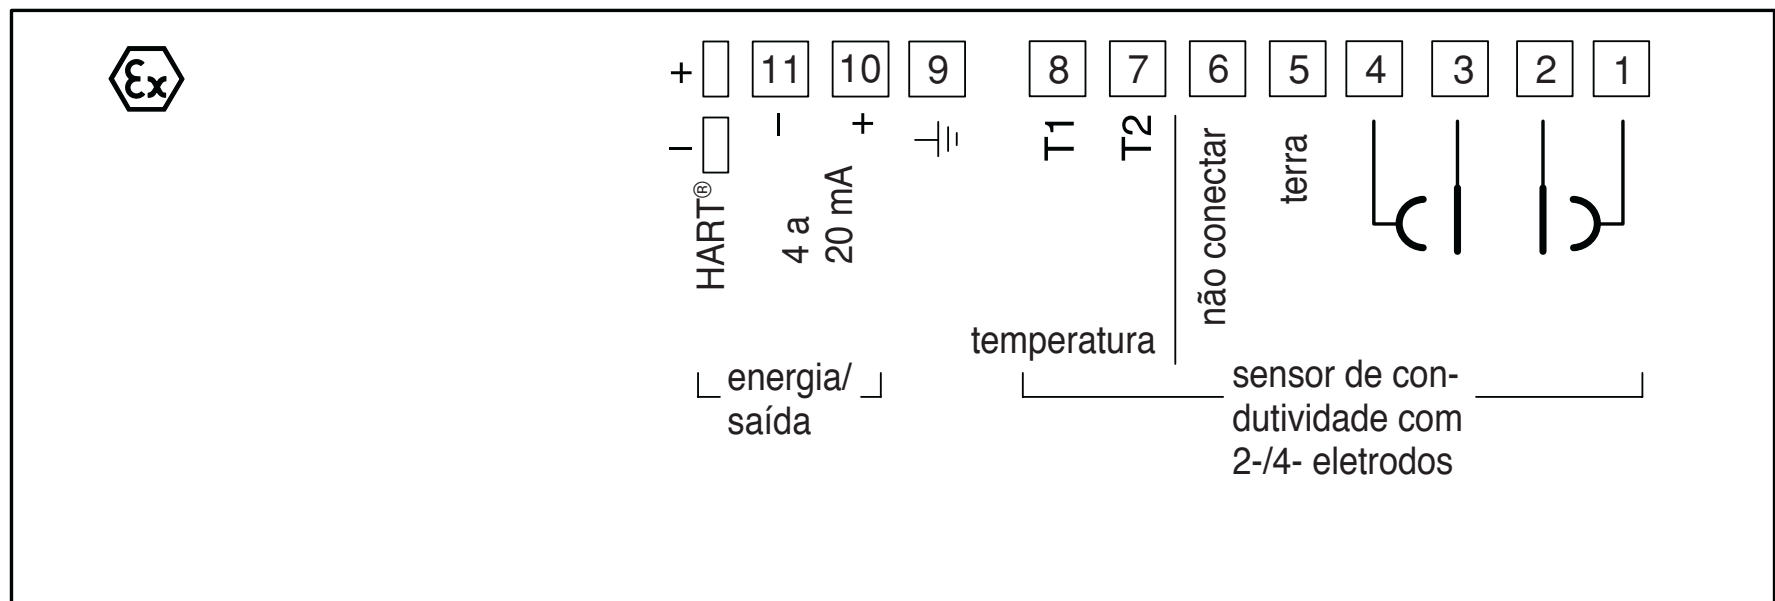 Ex
+ 11 10 9 8 7 6 5 4 3 2 1
− − +
HART®
4 a
20 mA
T1
T2
não conectar
terra
temperatura
energia/
saída
sensor de con-
dutividade com
2-/4- eletrodos